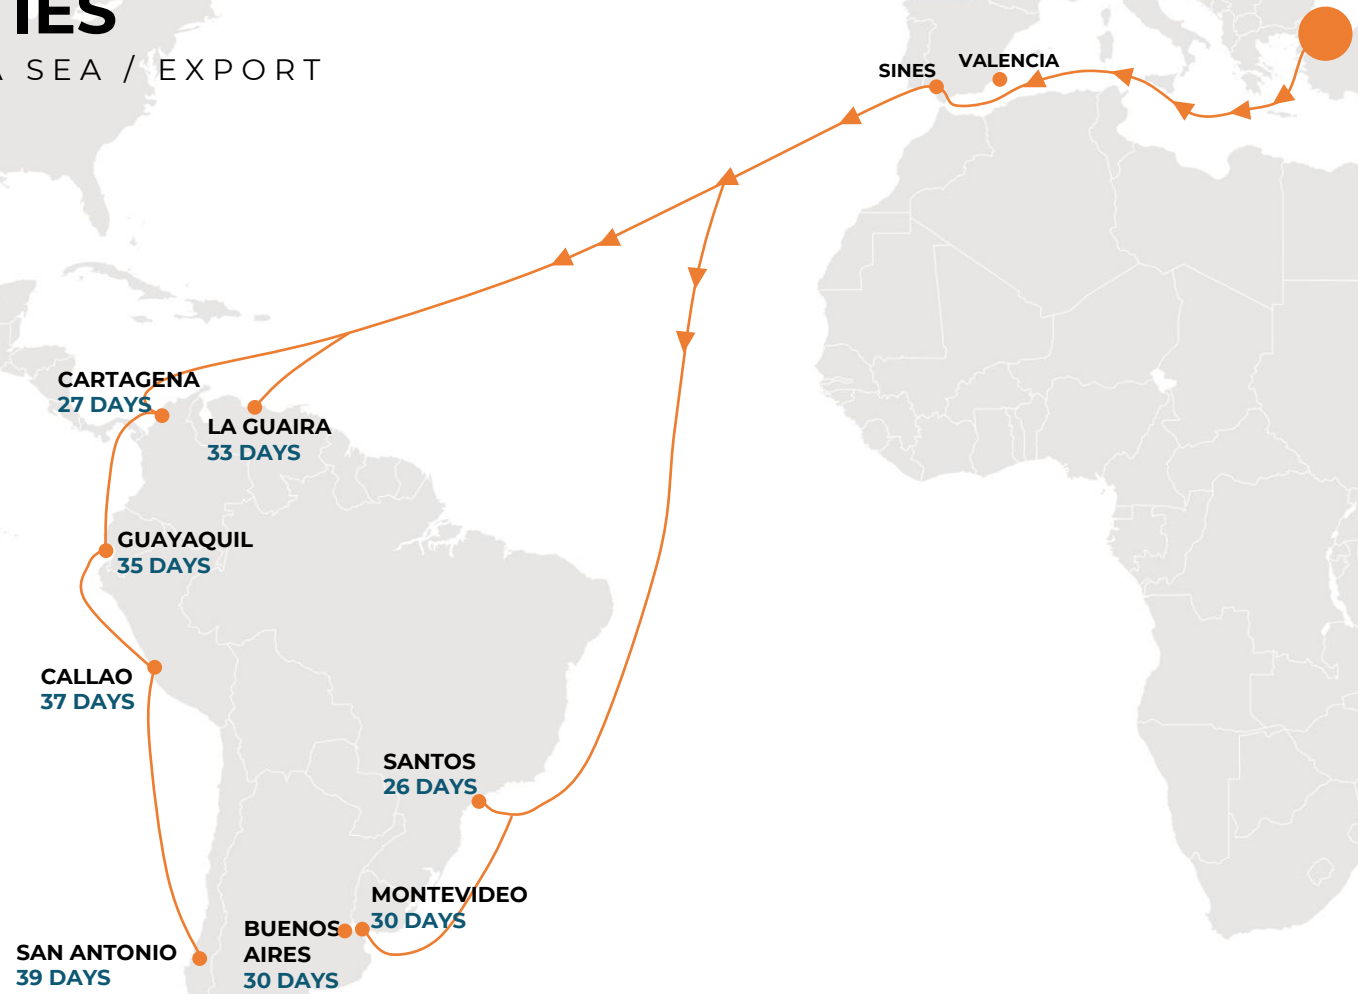 IES
A SEA / EXPORT
SINES
VALENCIA
CARTAGENA
27 DAYS
LA GUAIRA
33 DAYS
GUAYAQUIL
35 DAYS
CALLAO
37 DAYS
SANTOS
26 DAYS
MONTEVIDEO
30 DAYS
BUENOS
AIRES
30 DAYS
SAN ANTONIO
39 DAYS